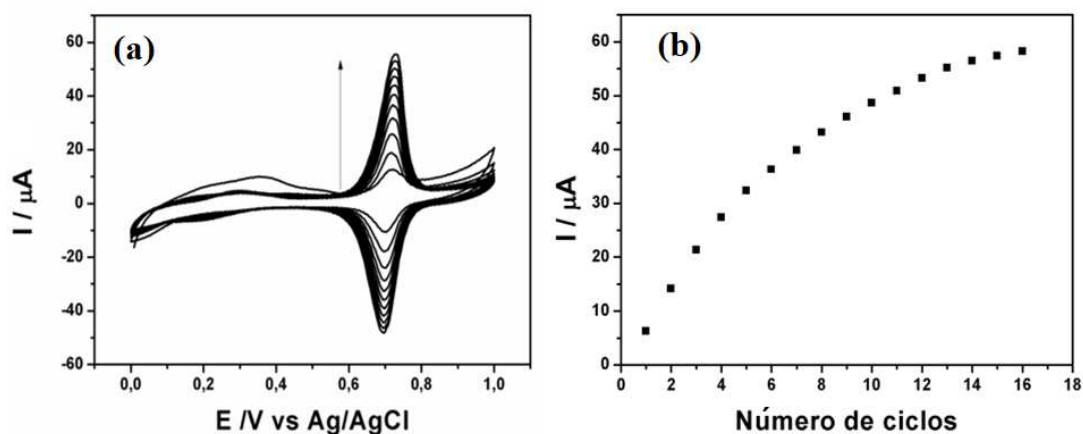 (a)
60
40
20
0
-20
-40
-60
I / µA
0,0 0,2 0,4 0,6 0,8 1,0
E /V vs Ag/AgCl
(b)
60
50
40
30
20
10
0
I / µA
0 2 4 6 8 10 12 14 16 18
Número de ciclos